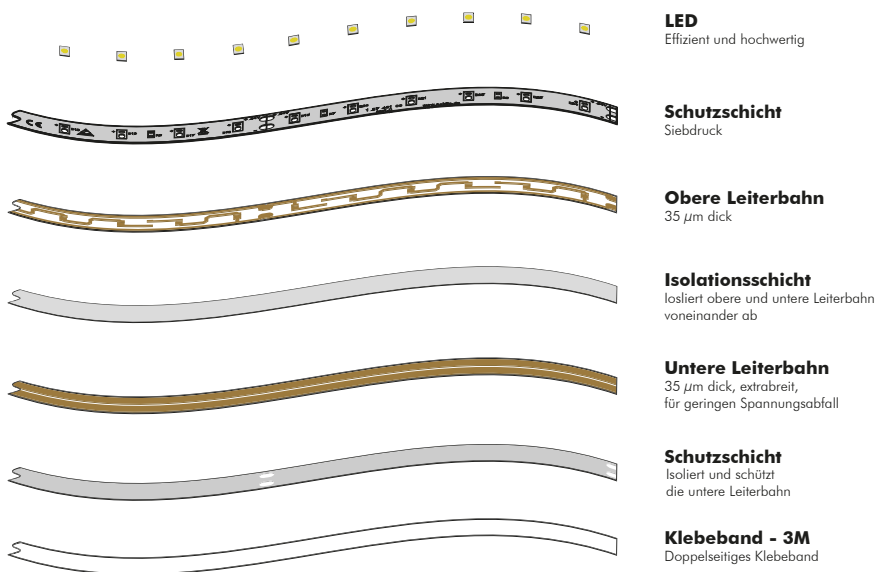 LED
Effizient und hochwertig
Schutzschicht
Siebdruck
Obere Leiterbahn
35 µm dick
Isolationsschicht
Iosliert obere und untere Leiterbahn
voneinander ab
Untere Leiterbahn
35 µm dick, extrabreit,
für geringen Spannungsabfall
Schutzschicht
Isoliert und schützt
die untere Leiterbahn
Klebeband - 3M
Doppelseitiges Klebeband